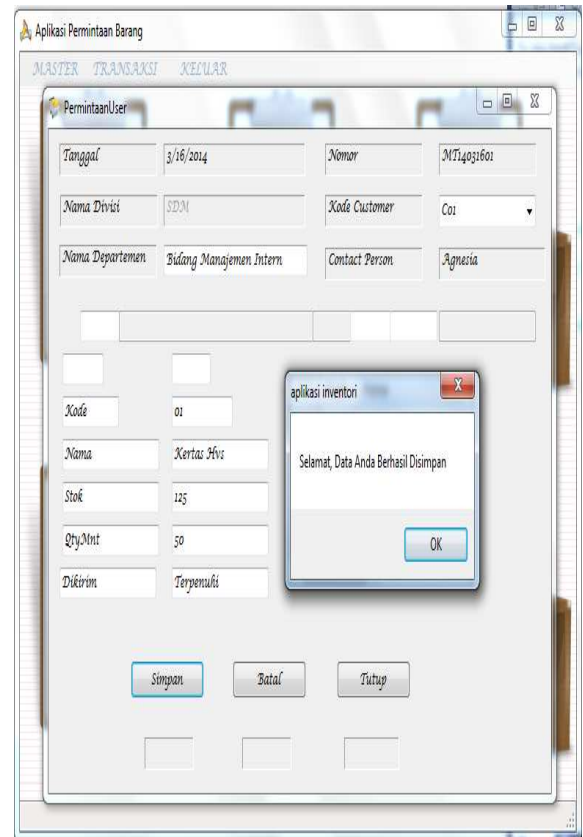 Aplikasi Permintaan Barang
MASTER TRANSAKSI KELUAR
PermintaanUser
Tanggal 3/16/2014 Nomor MT14031601
Nama Divisi SDM Kode Customer C01
Nama Departemen Bidang Manajemen Intern Contact Person Agnesia
aplikasi inventori
Selamat, Data Anda Berhasil Disimpan
OK
Kode 01
Nama Kertas Hvs
Stok 125
QtyMnt 50
Dikirim Terpenuhi
Simpan Batal Tutup